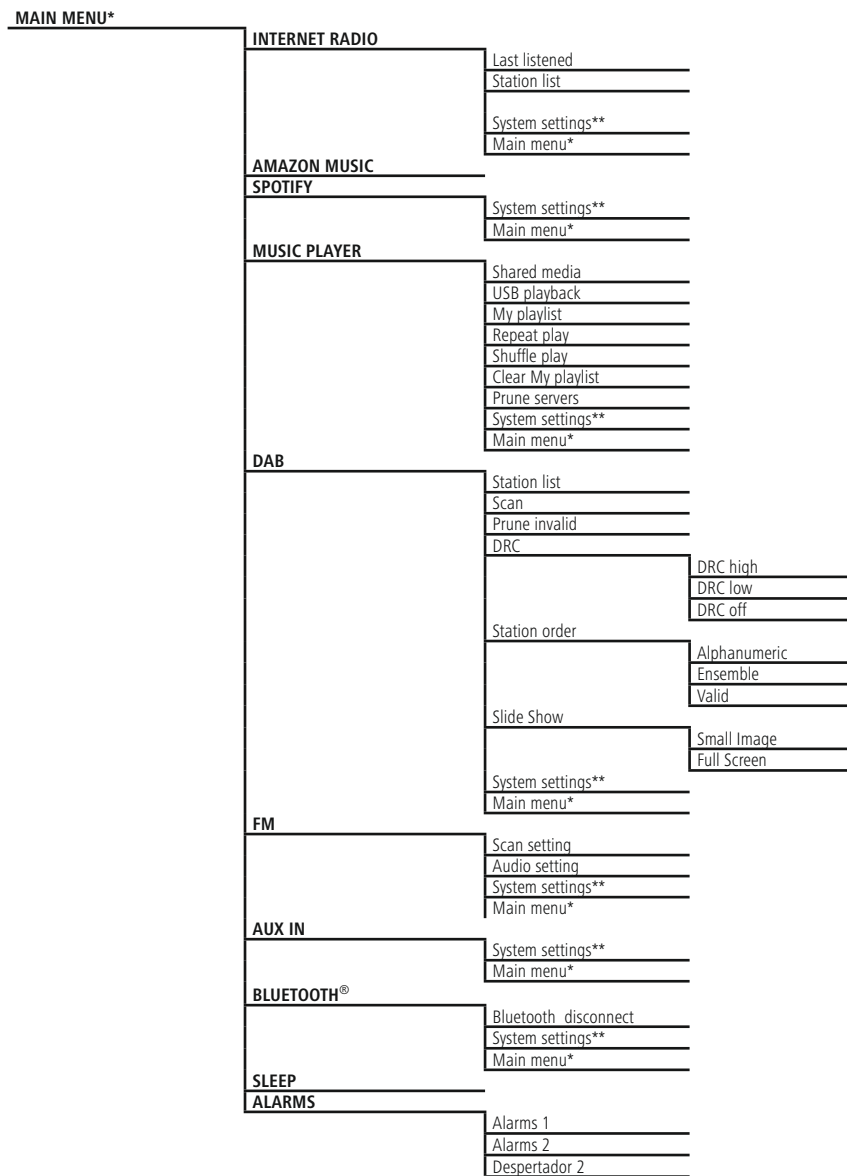 MAIN MENU*
INTERNET RADIO
Last listened
Station list
System settings**
Main menu*
AMAZON MUSIC
SPOTIFY
System settings**
Main menu*
MUSIC PLAYER
Shared media
USB playback
My playlist
Repeat play
Shuffle play
Clear My playlist
Prune servers
System settings**
Main menu*
DAB
Station list
Scan
Prune invalid
DRC
DRC high
DRC low
DRC off
Station order
Alphanumeric
Ensemble
Valid
Slide Show
Small Image
Full Screen
System settings**
Main menu*
FM
Scan setting
Audio setting
System settings**
Main menu*
AUX IN
System settings**
Main menu*
BLUETOOTH®
Bluetooth disconnect
System settings**
Main menu*
SLEEP
ALARMS
Alarms 1
Alarms 2
Despertador 2